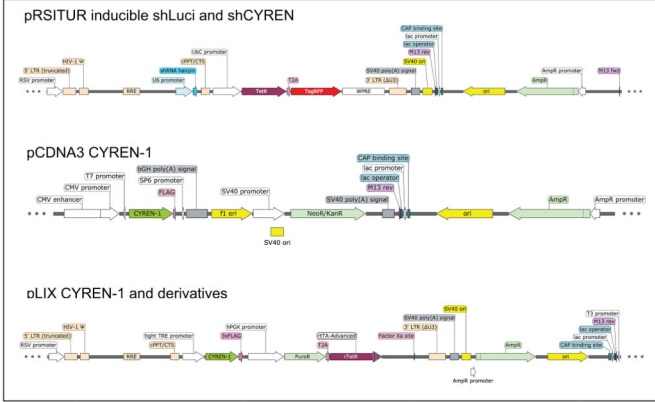 pRSITUR inducible shLuci and shCYREN
CAP binding site
lac promoter
lac operator
M13 rev
SV40 ori
UbC promoter
HIV-1 Ψ
cPPT/CTS
shRNA hairpin
T2A
SV40 poly(A) signal
AmpR promoter
5' LTR (truncated)
RSV promoter
RRE
U6 promoter
TetR
TagRFP
WPRE
3' LTR (ΔU3)
ori
AmpR
M13 fwd
pCDNA3 CYREN-1
CAP binding site
lac promoter
lac operator
M13 rev
SV40 poly(A) signal
bGH poly(A) signal
T7 promoter
SP6 promoter
CMV promoter
FLAG
SV40 promoter
CMV enhancer
CYREN-1
f1 ori
NeoR/KanR
ori
AmpR
AmpR promoter
SV40 ori
pLIX CYREN-1 and derivatives
SV40 ori
SV40 poly(A) signal
T3 promoter
M13 rev
lac operator
lac promoter
CAP binding site
HIV-1 Ψ
5' LTR (truncated)
RSV promoter
tight TRE promoter
cPPT/CTS
hPGK promoter
3xFLAG
rtTA-Advanced
T2A
Factor Xa site
3' LTR (ΔU3)
RRE
CYREN-1
PuroR
rTetR
AmpR
ori
AmpR promoter